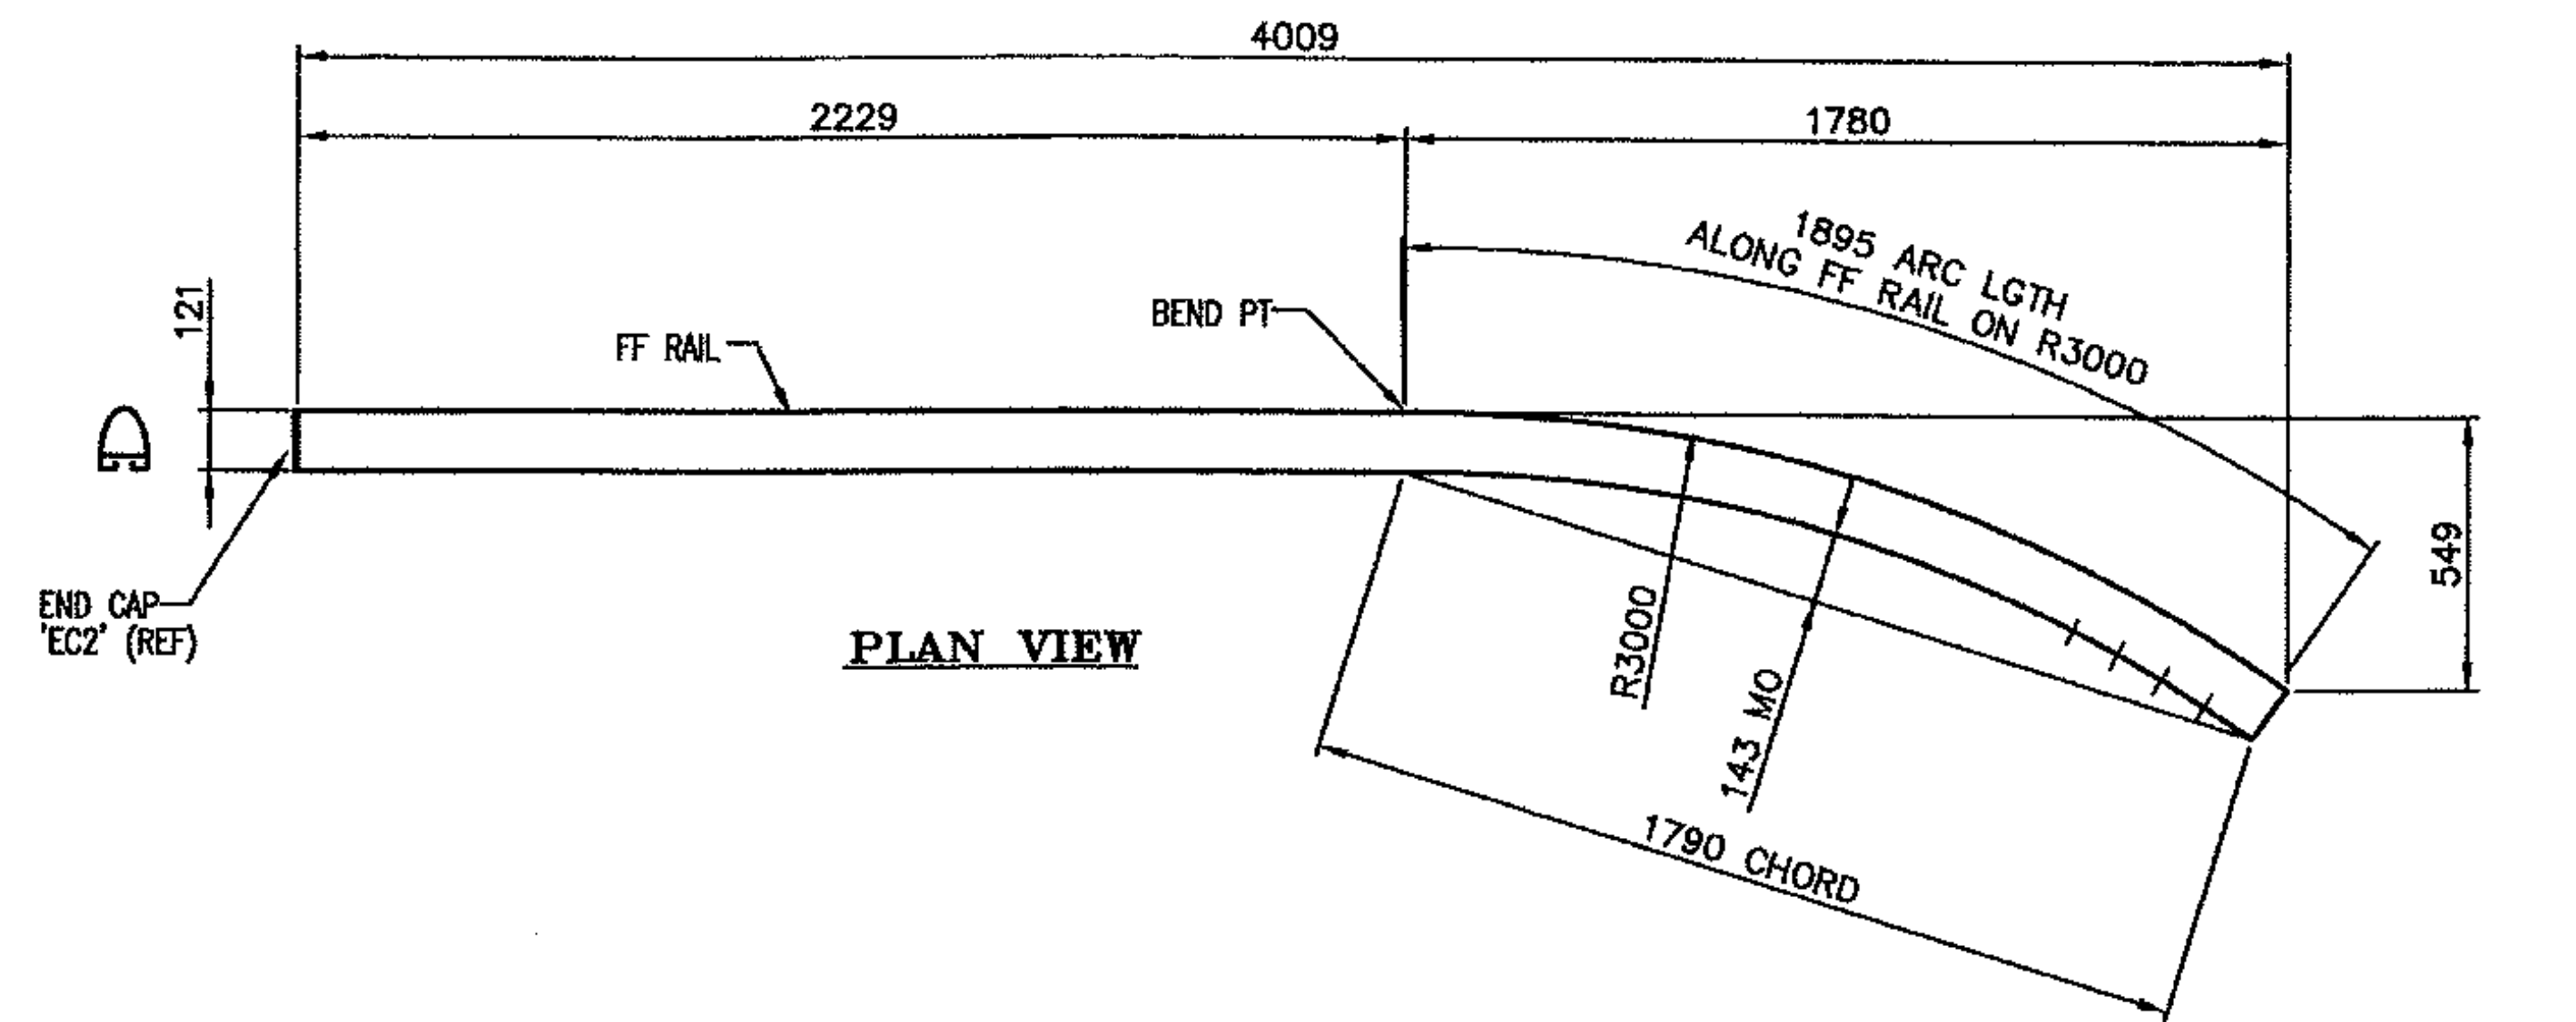 4009
2229
1780
1895 ARC LGTH
ALONG FF RAIL ON R3000
121
BEND PT
FF RAIL
549
END CAP
'EC2' (REF)
PLAN VIEW
R3000
143 MO
1790 CHORD